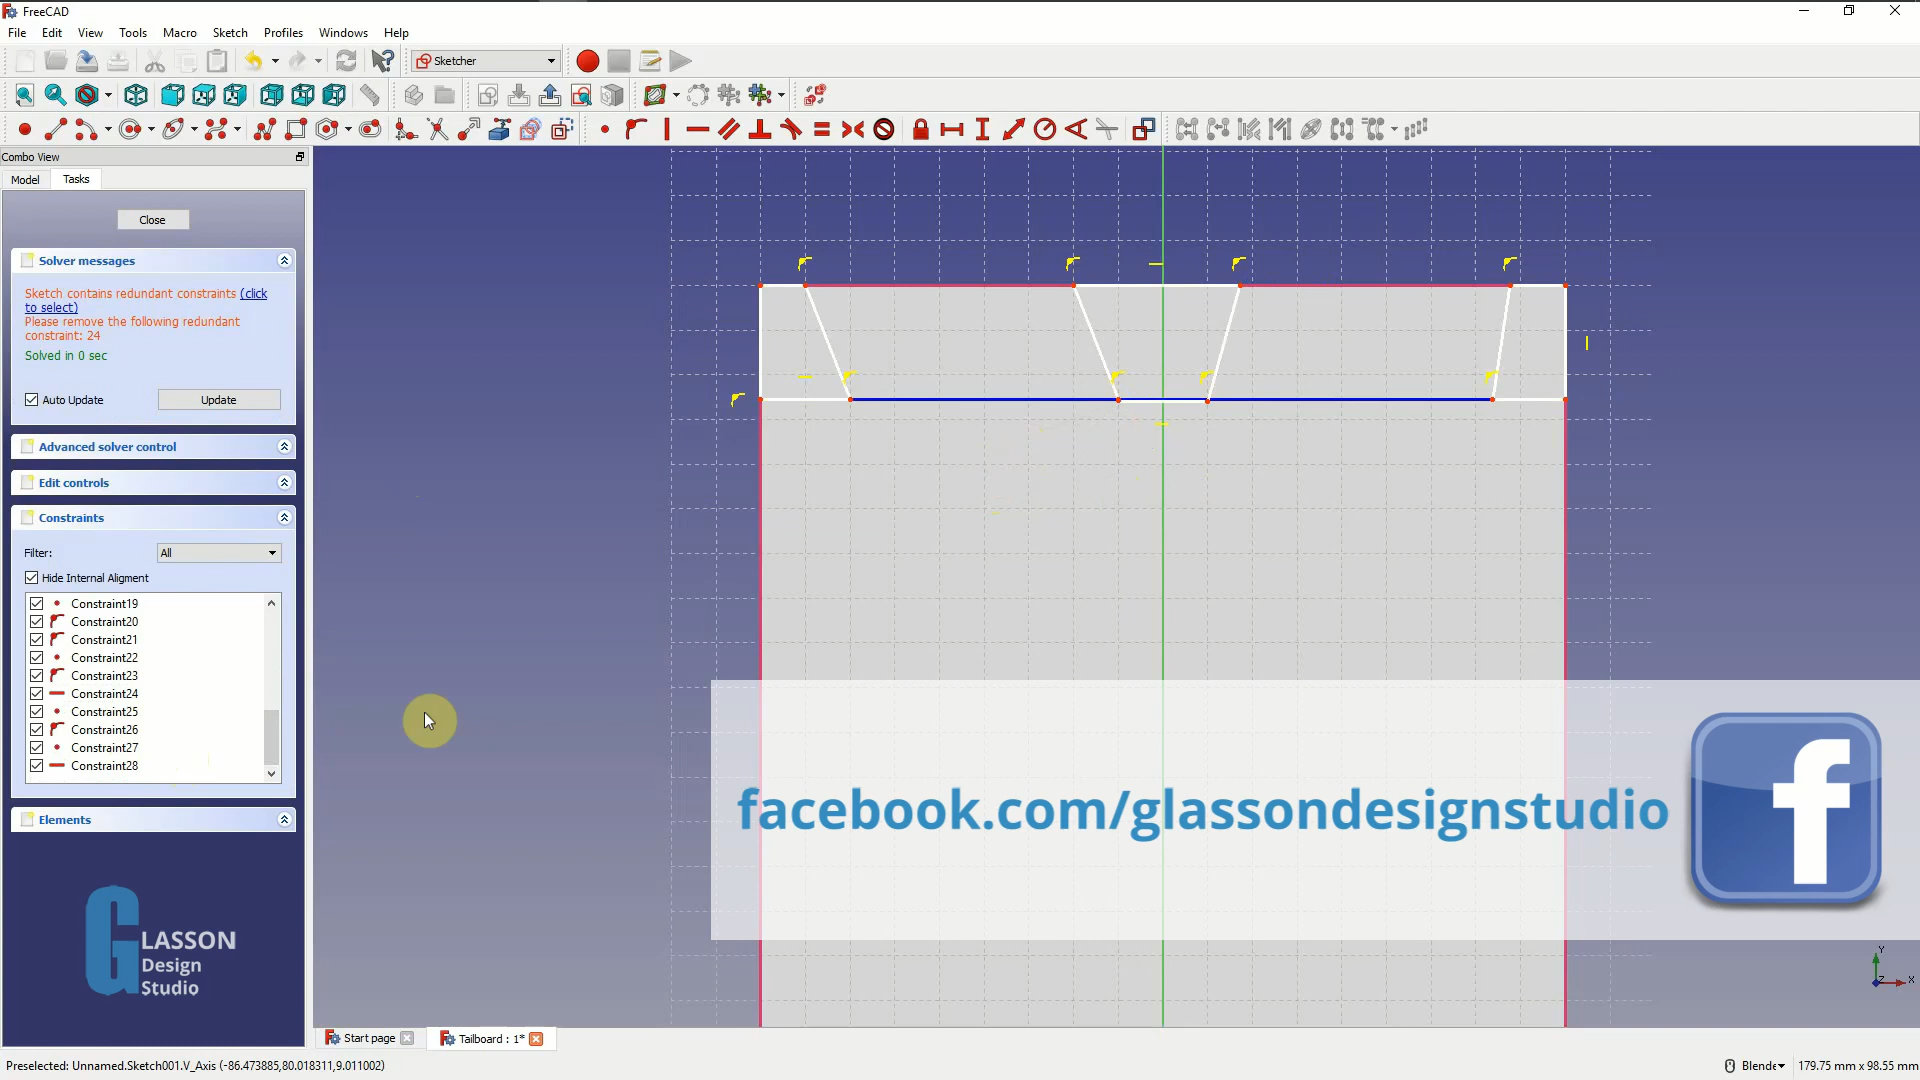 FreeCAD
File Edit View Tools Macro Sketch Profiles Windows Help
Sketcher
Combo View
Model Tasks
Close
Solver messages
Sketch contains redundant constraints (click
to select)
Please remove the following redundant
constraint: 24
Solved in 0 sec
Auto Update Update
Advanced solver control
Edit controls
Constraints
Filter: All
Hide Internal Aligment
Constraint19
Constraint20
Constraint21
Constraint22
Constraint23
Constraint24
Constraint25
Constraint26
Constraint27
Constraint28
Elements
facebook.com/glassondesignstudio f
GLASSON
Design
Studio
Y
Z X
Start page Tailboard : 1*
Preselected: Unnamed.Sketch001.V_Axis (-86.473885,80.018311,9.011002) Blende 179.75 mm x 98.55 mm